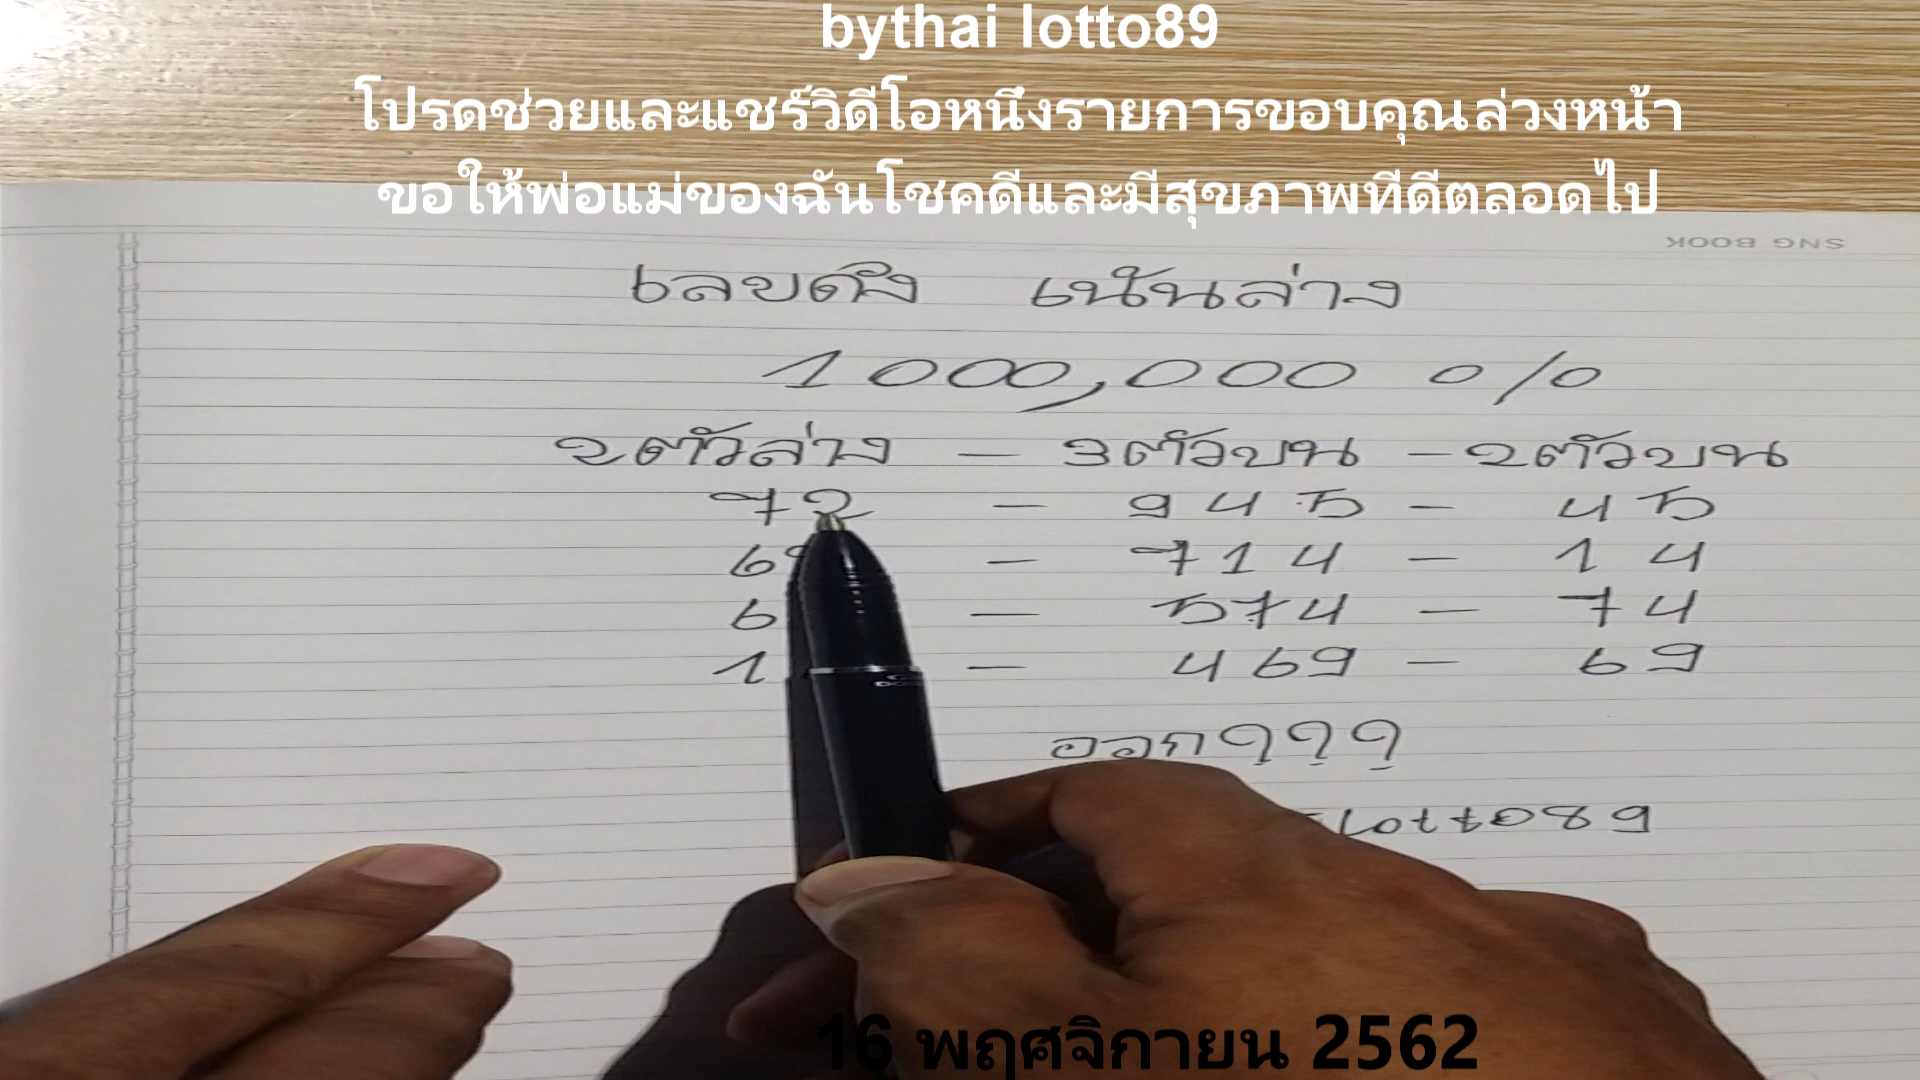 bythai lotto89
โปรดช่วยและแชร์วิดีโอหนึ่งรายการขอบคุณล่วงหน้า
ขอให้พ่อแม่ของฉันโชคดีและมีสุขภาพที่ดีตลอดไป
SNG BOOK
เลขดัง เน้นล่าง
1000,000 %
2ตัวล่าง - 3ตัวบน - 2ตัวบน
72 - 945 - 45
6 - 714 - 14
6 - 574 - 74
1 - 469 - 69
ออก
lotto89
16 พฤศจิกายน 2562